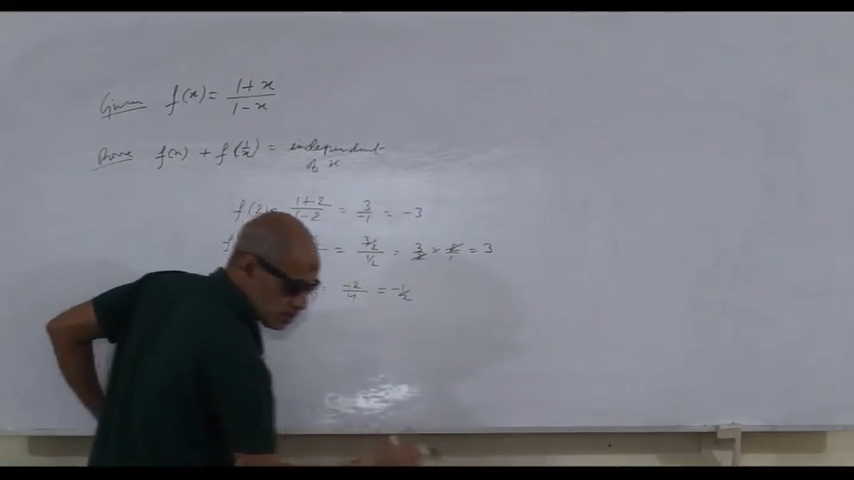 Given f(x) = (1+x)/(1-x)
Prove f(x) + f(1/x) = independent
of x
f(2) = (1+2)/(1-2) = 3/-1 = -3
f = (3/2)/(1/2) = 3/2 × 2/1 = 3
= -2/4 = -1/2